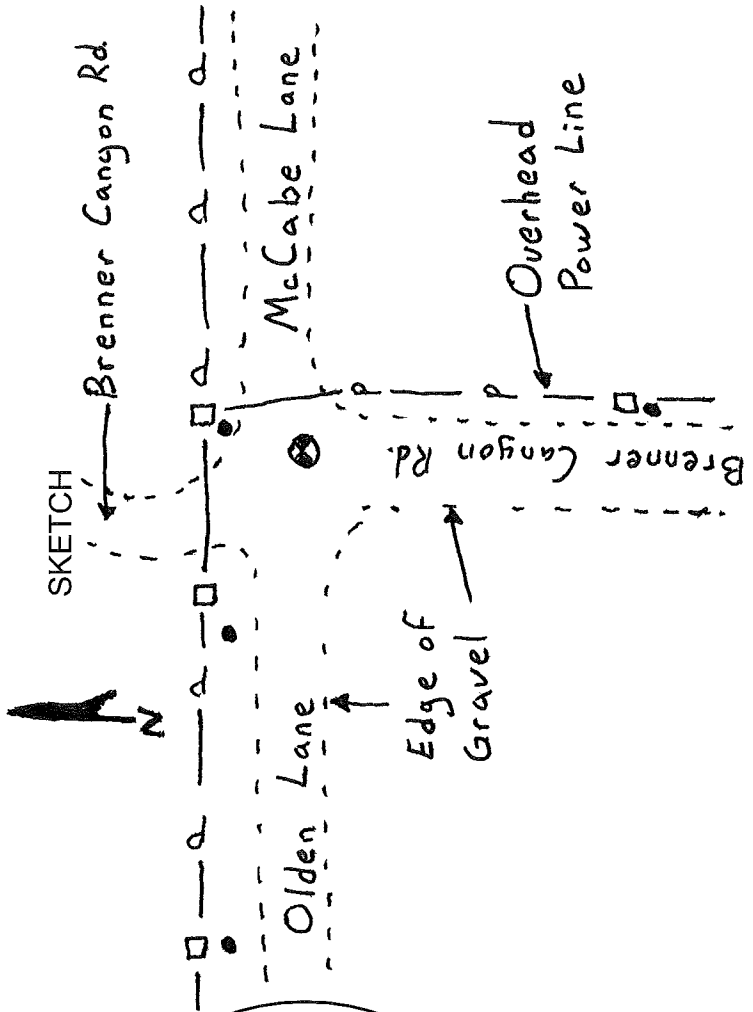 SKETCH
Brenner Canyon Rd.
McCabe Lane
Overhead
Power Line
Brenner Canyon Rd.
Edge of
Gravel
Olden Lane
N
P
P
P
P
P
P
P